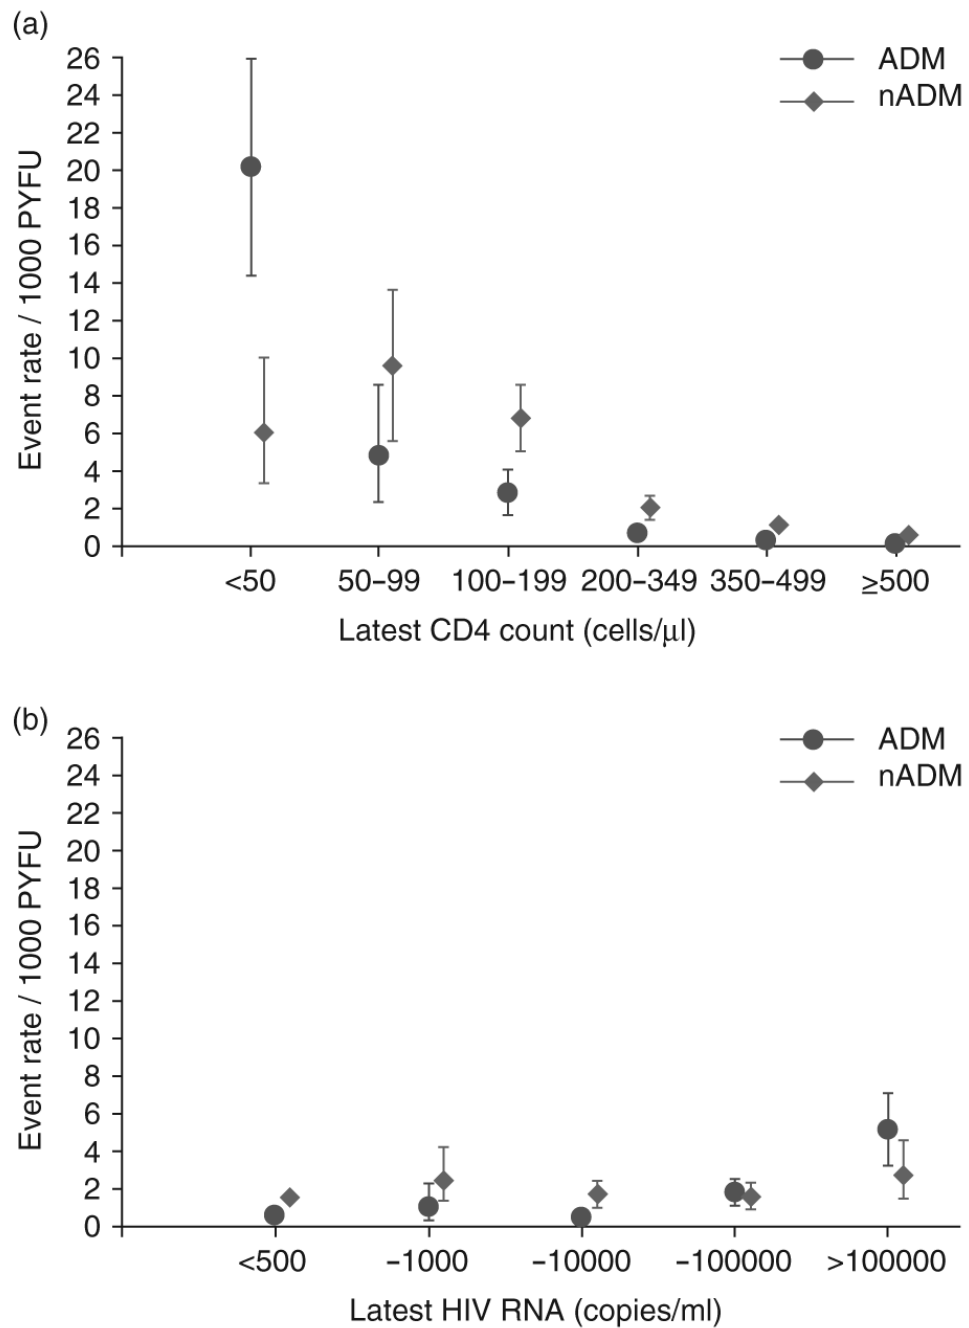 (a)
26
24
22
20
18
16
14
12
10
8
6
4
2
0
Event rate / 1000 PYFU
ADM
nADM
<50 50–99 100–199 200–349 350–499 ≥500
Latest CD4 count (cells/μl)
(b)
26
24
22
20
18
16
14
12
10
8
6
4
2
0
Event rate / 1000 PYFU
ADM
nADM
<500 –1000 –10000 –100000 >100000
Latest HIV RNA (copies/ml)